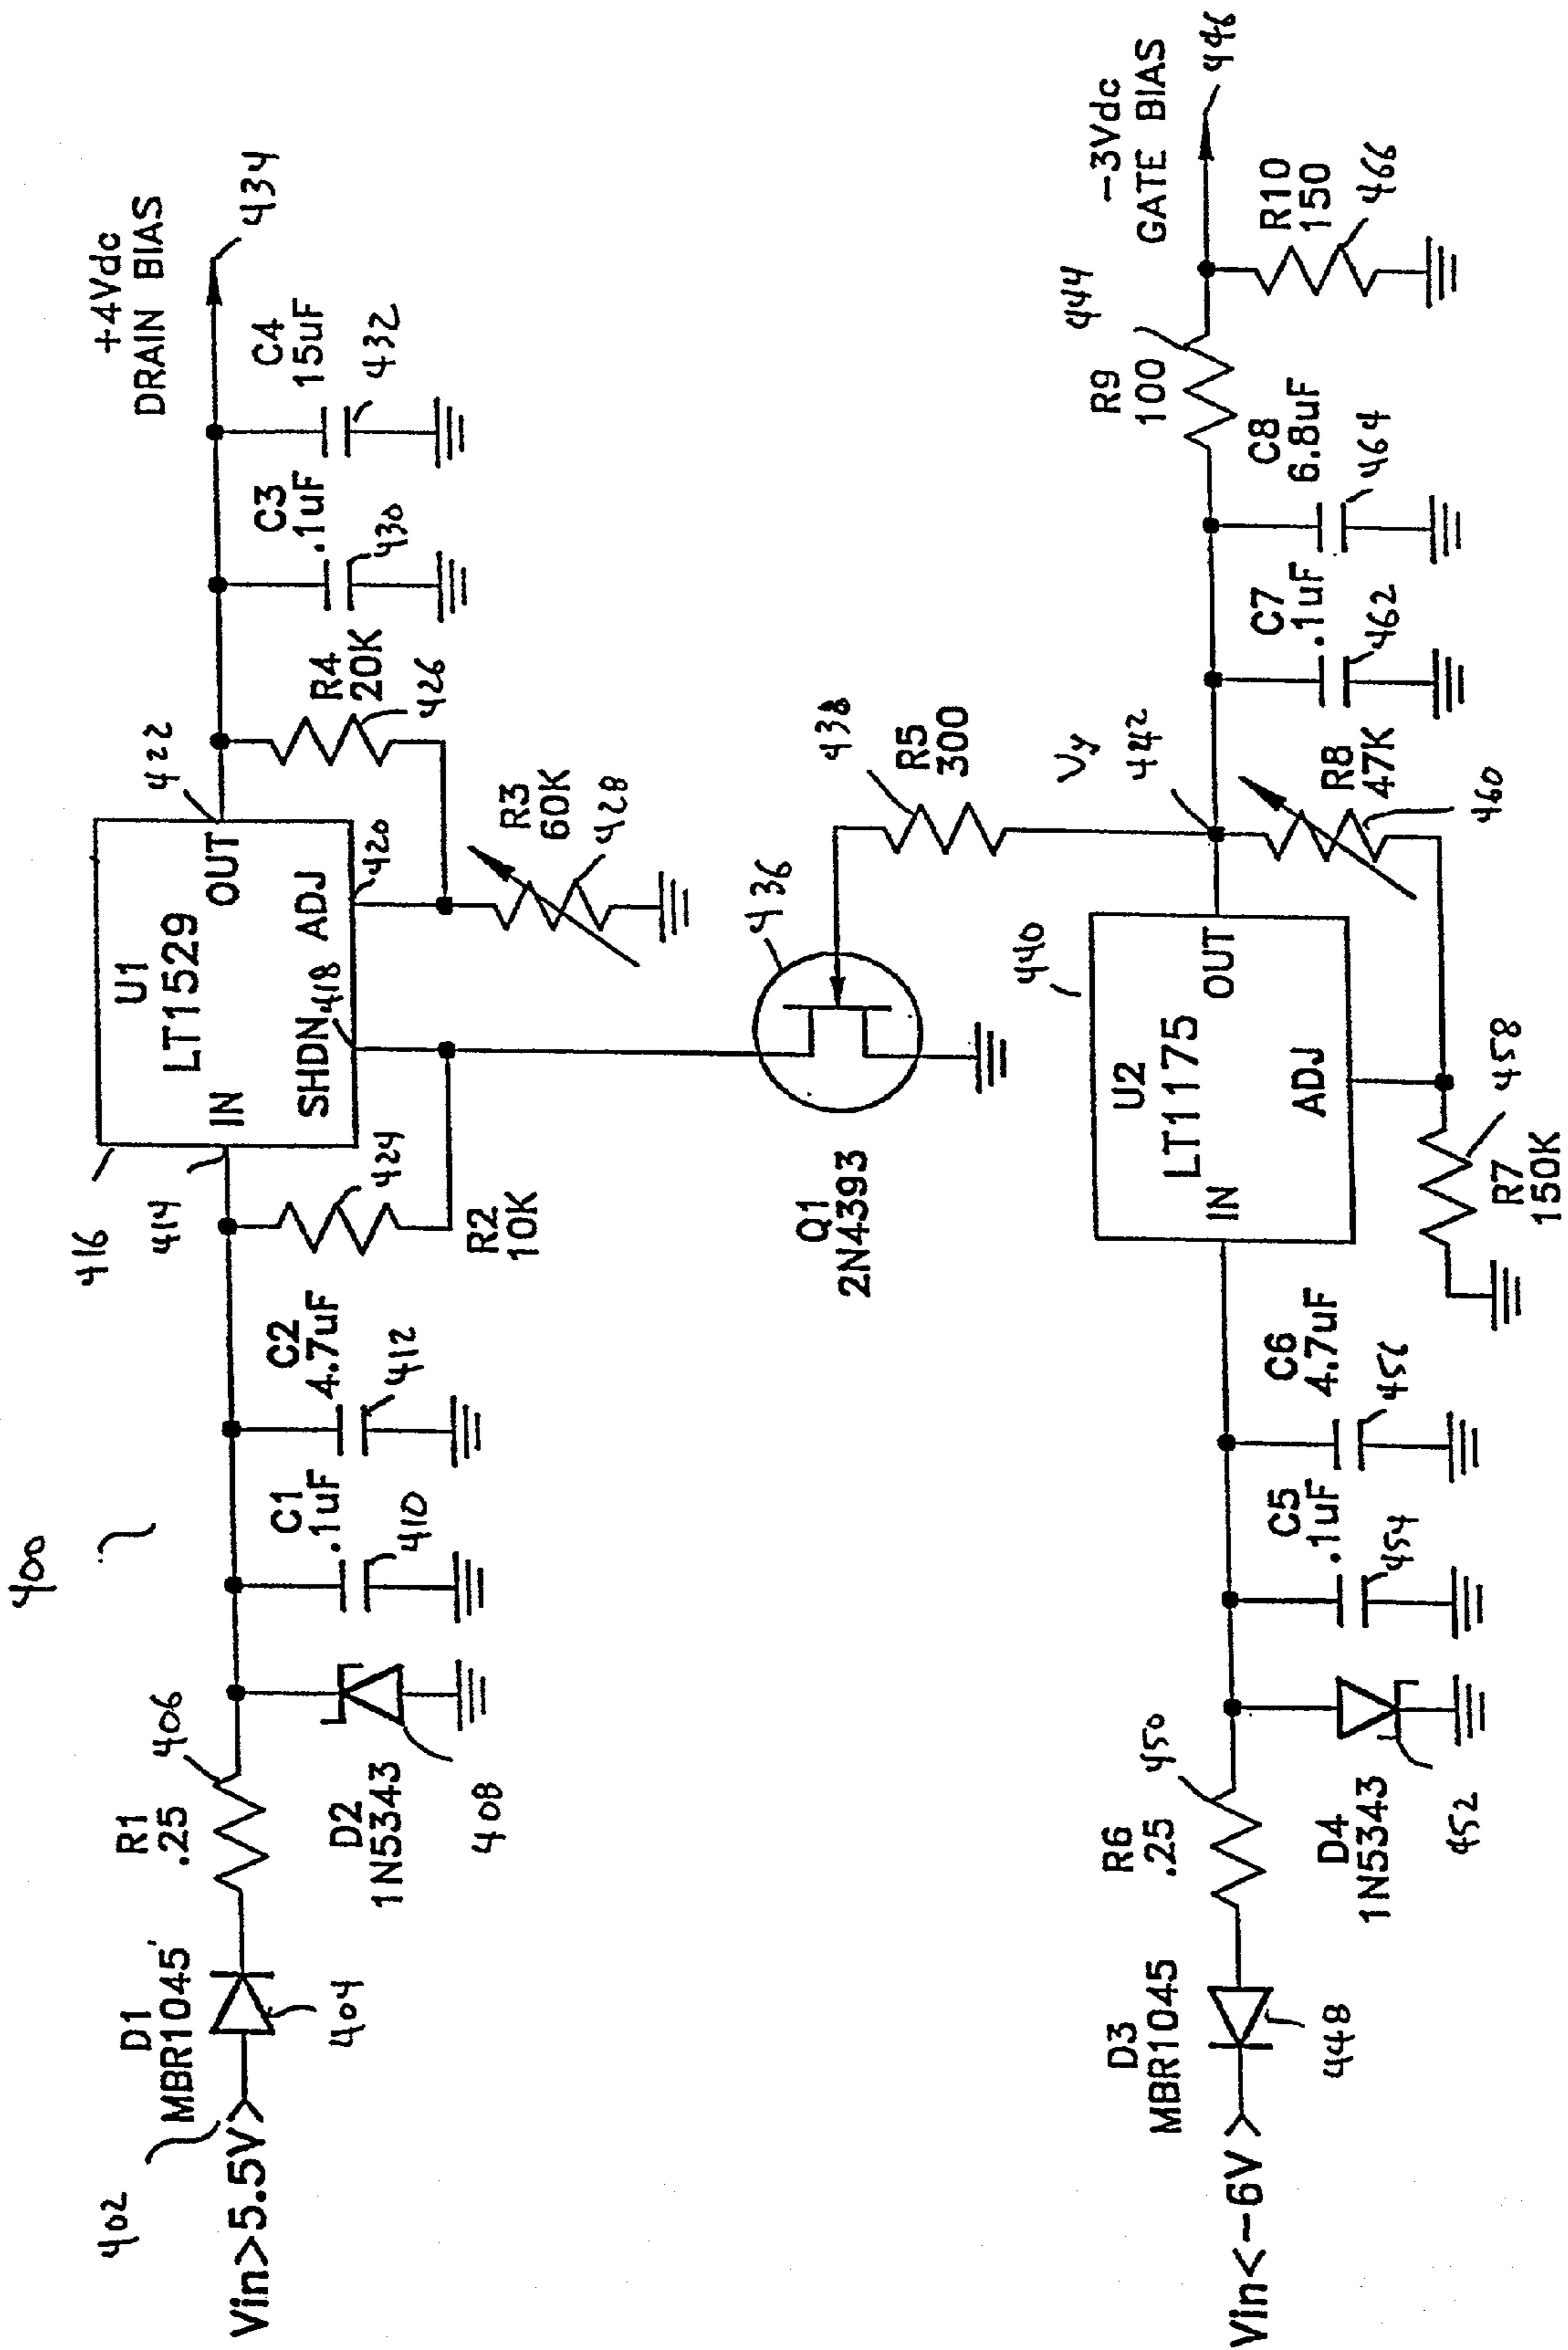 400
402
Vin>5.5V
D1
MBR1045
404
R1
.25
406
D2
1N5343
408
C1
.1uF
410
C2
4.7uF
412
414
416
R2
10K
424
U1
LT1529
IN
OUT
SHDN
ADJ
418
420
422
R4
20K
426
R3
60K
428
C3
.1uF
430
C4
15uF
432
+4Vdc
DRAIN BIAS
434
Q1
2N4393
436
R5
300
438
Vin<-6V
D3
MBR1045
448
R6
.25
450
D4
1N5343
452
C5
.1uF
454
C6
4.7uF
456
U2
LT1175
IN
OUT
ADJ
440
R7
150K
458
Vy
442
R8
47K
460
C7
.1uF
462
C8
6.8uF
464
R9
100
444
R10
150
466
-3Vdc
GATE BIAS
446